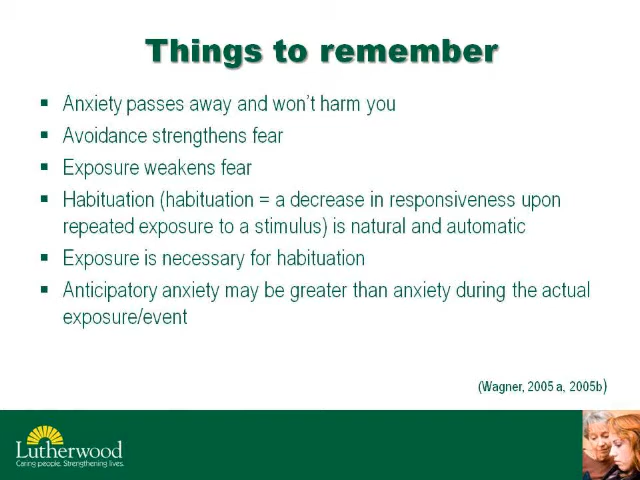 Things to remember
▪ Anxiety passes away and won't harm you
▪ Avoidance strengthens fear
▪ Exposure weakens fear
▪ Habituation (habituation = a decrease in responsiveness upon
repeated exposure to a stimulus) is natural and automatic
▪ Exposure is necessary for habituation
▪ Anticipatory anxiety may be greater than anxiety during the actual
exposure/event
(Wagner, 2005 a, 2005b)
Lutherwood
Caring people. Strengthening lives.